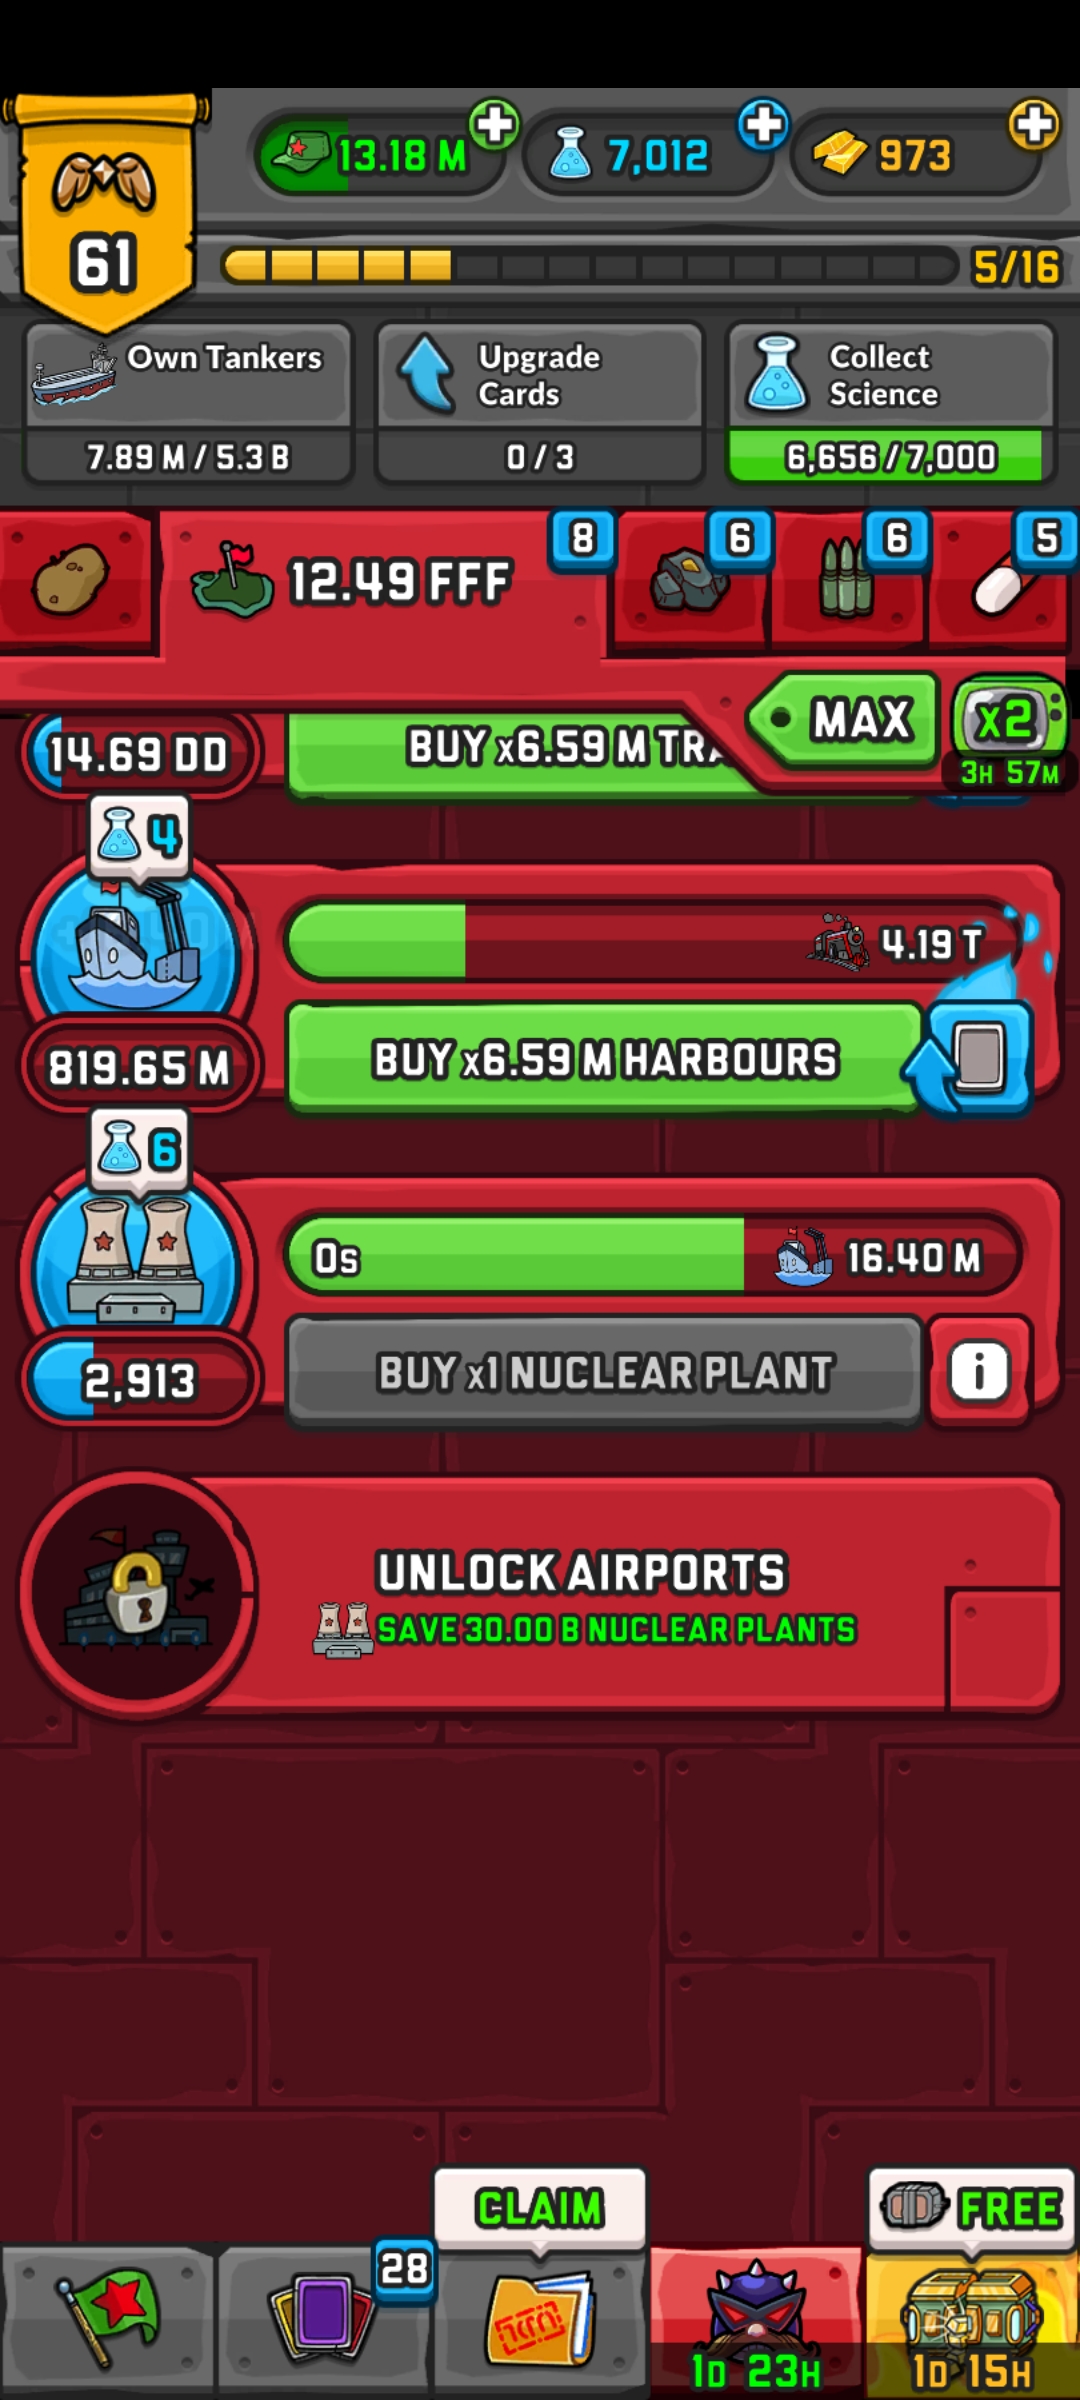 13.18 M
7,012
973
61
5/16
Own Tankers
7.89 M / 5.3 B
Upgrade
Cards
0 / 3
Collect
Science
6,656 / 7,000
12.49 FFF
8
6
6
5
MAX
x2
3H 57M
14.69 DD
BUY x6.59 M TRA
4
4.19 T
819.65 M
BUY x6.59 M HARBOURS
6
0s
16.40 M
2,913
BUY x1 NUCLEAR PLANT
i
UNLOCK AIRPORTS
SAVE 30.00 B NUCLEAR PLANTS
CLAIM
FREE
28
1D 23H
1D 15H